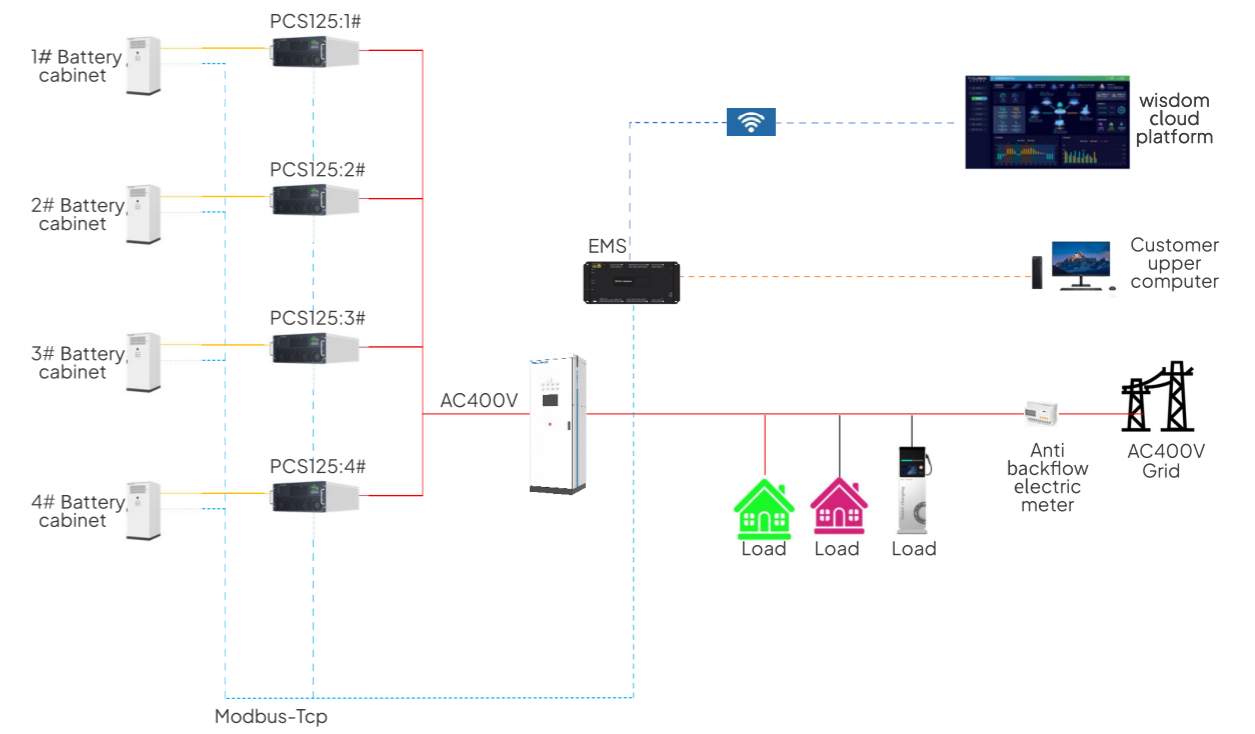 PCS125:1#
1# Battery
cabinet
PCS125:2#
2# Battery
cabinet
PCS125:3#
3# Battery
cabinet
PCS125:4#
4# Battery
cabinet
Modbus-Tcp
AC400V
EMS
wisdom
cloud
platform
Customer
upper
computer
Anti
backflow
electric
meter
AC400V
Grid
Load
Load
Load